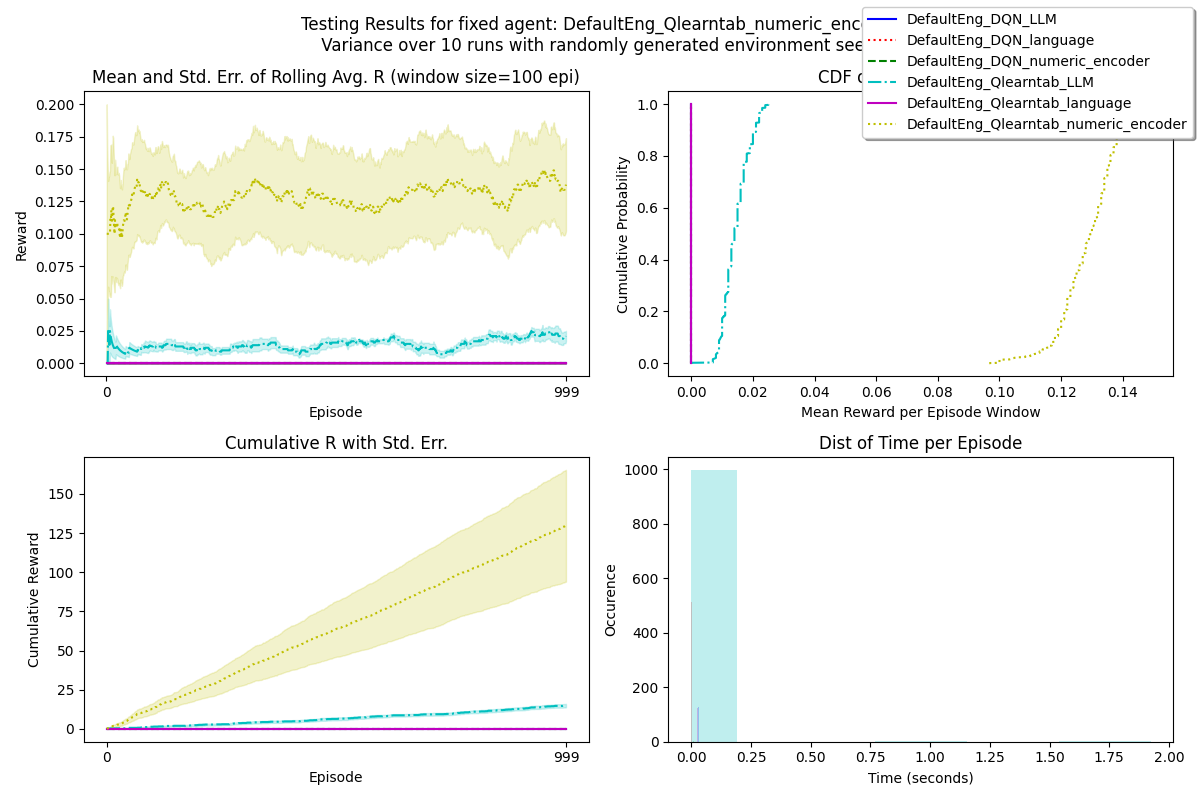 Testing Results for fixed agent: DefaultEng_Qlearntab_numeric_enco
Variance over 10 runs with randomly generated environment see
DefaultEng_DQN_LLM
DefaultEng_DQN_language
DefaultEng_DQN_numeric_encoder
DefaultEng_Qlearntab_LLM
DefaultEng_Qlearntab_language
DefaultEng_Qlearntab_numeric_encoder
Mean and Std. Err. of Rolling Avg. R (window size=100 epi)
Reward
0.200
0.175
0.150
0.125
0.100
0.075
0.050
0.025
0.000
0 999
Episode
CDF
Cumulative Probability
1.0
0.8
0.6
0.4
0.2
0.0
0.00 0.02 0.04 0.06 0.08 0.10 0.12 0.14
Mean Reward per Episode Window
Cumulative R with Std. Err.
Cumulative Reward
150
125
100
75
50
25
0
0 999
Episode
Dist of Time per Episode
Occurence
1000
800
600
400
200
0
0.00 0.25 0.50 0.75 1.00 1.25 1.50 1.75 2.00
Time (seconds)